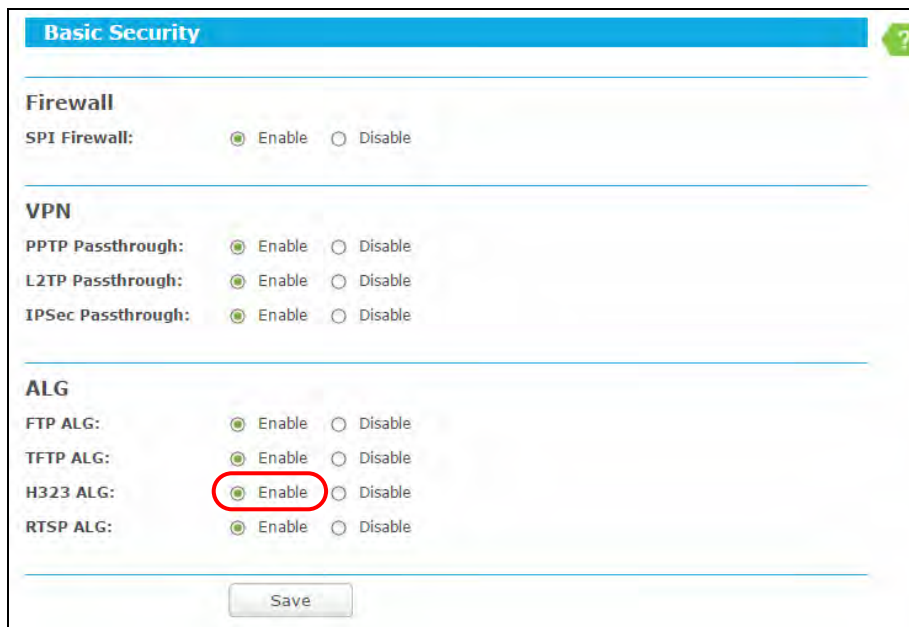 Basic Security
?
Firewall
SPI Firewall: Enable Disable
VPN
PPTP Passthrough: Enable Disable
L2TP Passthrough: Enable Disable
IPSec Passthrough: Enable Disable
ALG
FTP ALG: Enable Disable
TFTP ALG: Enable Disable
H323 ALG: Enable Disable
RTSP ALG: Enable Disable
Save